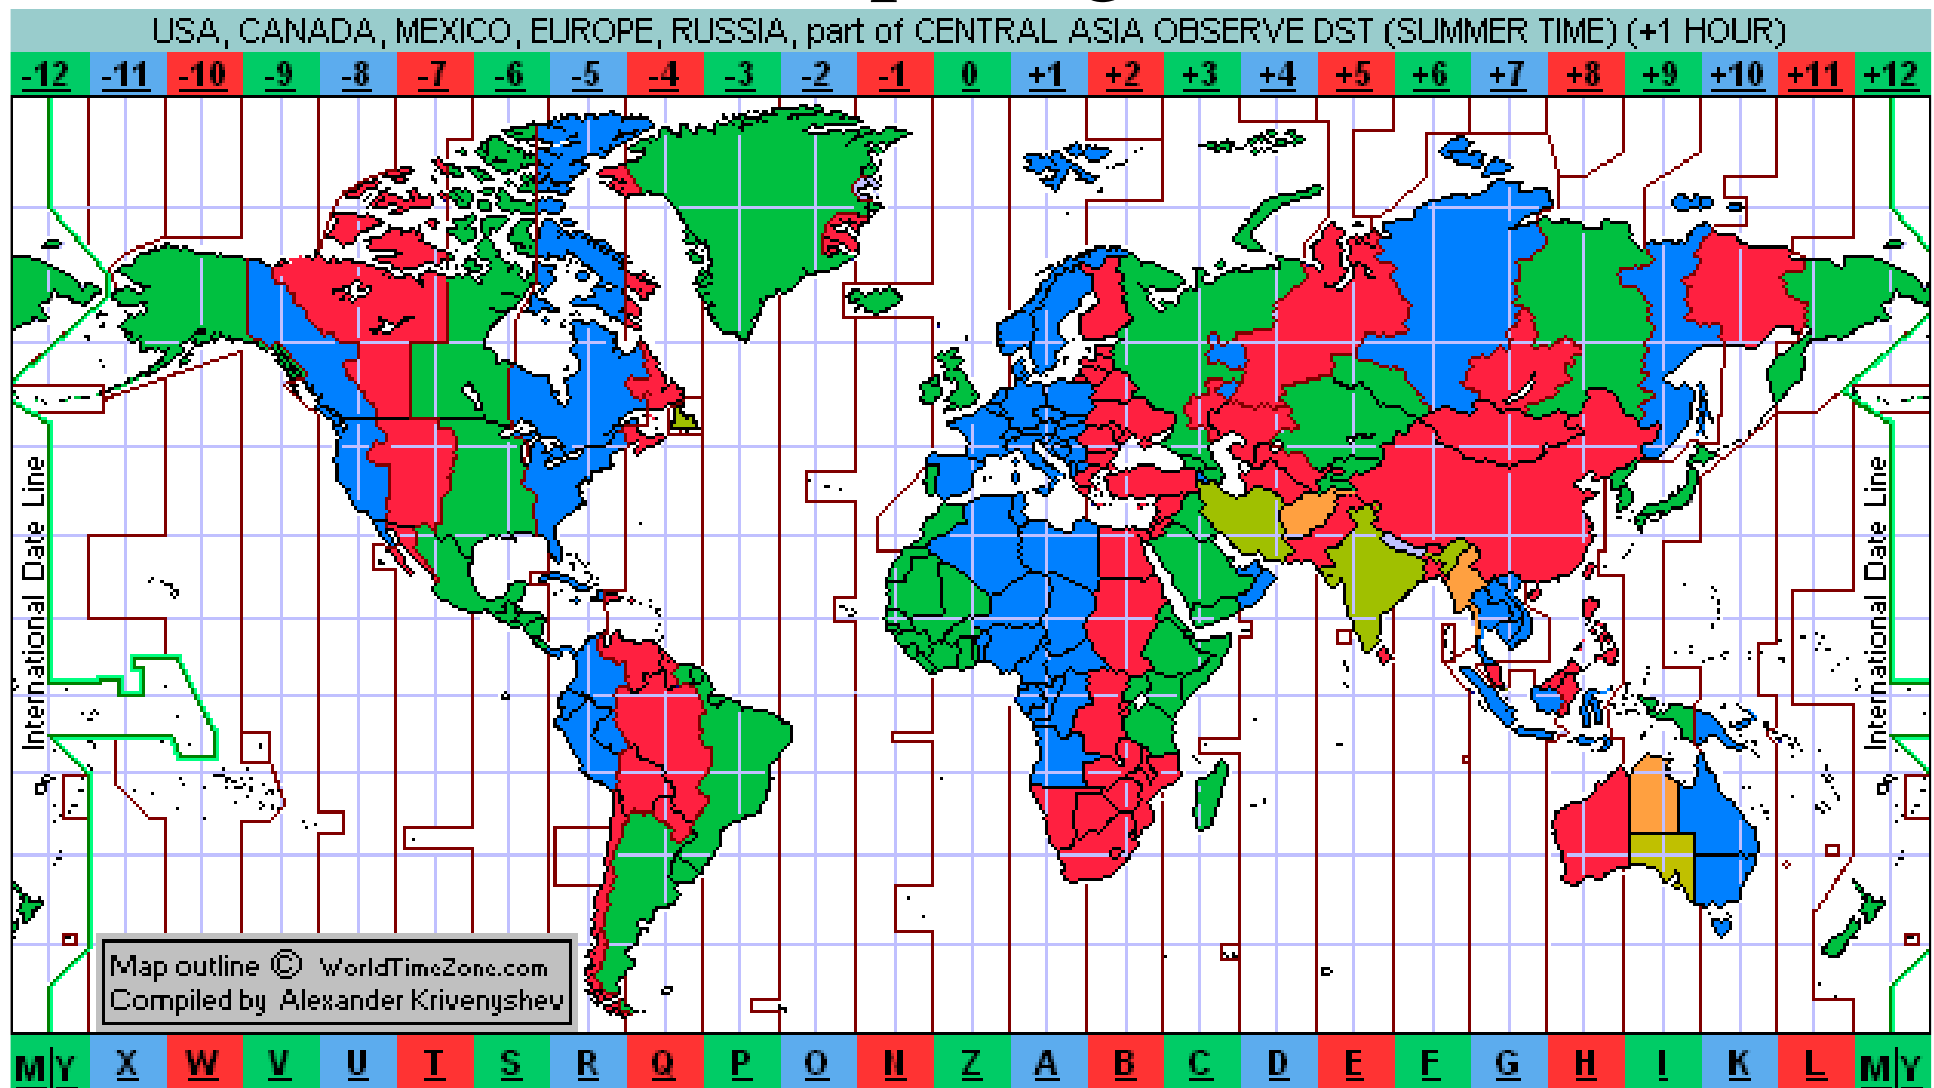 USA, CANADA, MEXICO, EUROPE, RUSSIA, part of CENTRAL ASIA OBSERVE DST (SUMMER TIME) (+1 HOUR)
-12 -11 -10 -9 -8 -7 -6 -5 -4 -3 -2 -1 0 +1 +2 +3 +4 +5 +6 +7 +8 +9 +10 +11 +12
International Date Line
International Date Line
Map outline © WorldTimeZone.com
Compiled by Alexander Krivenyshev
M|Y X W V U T S R Q P O N Z A B C D E F G H I K L M|Y